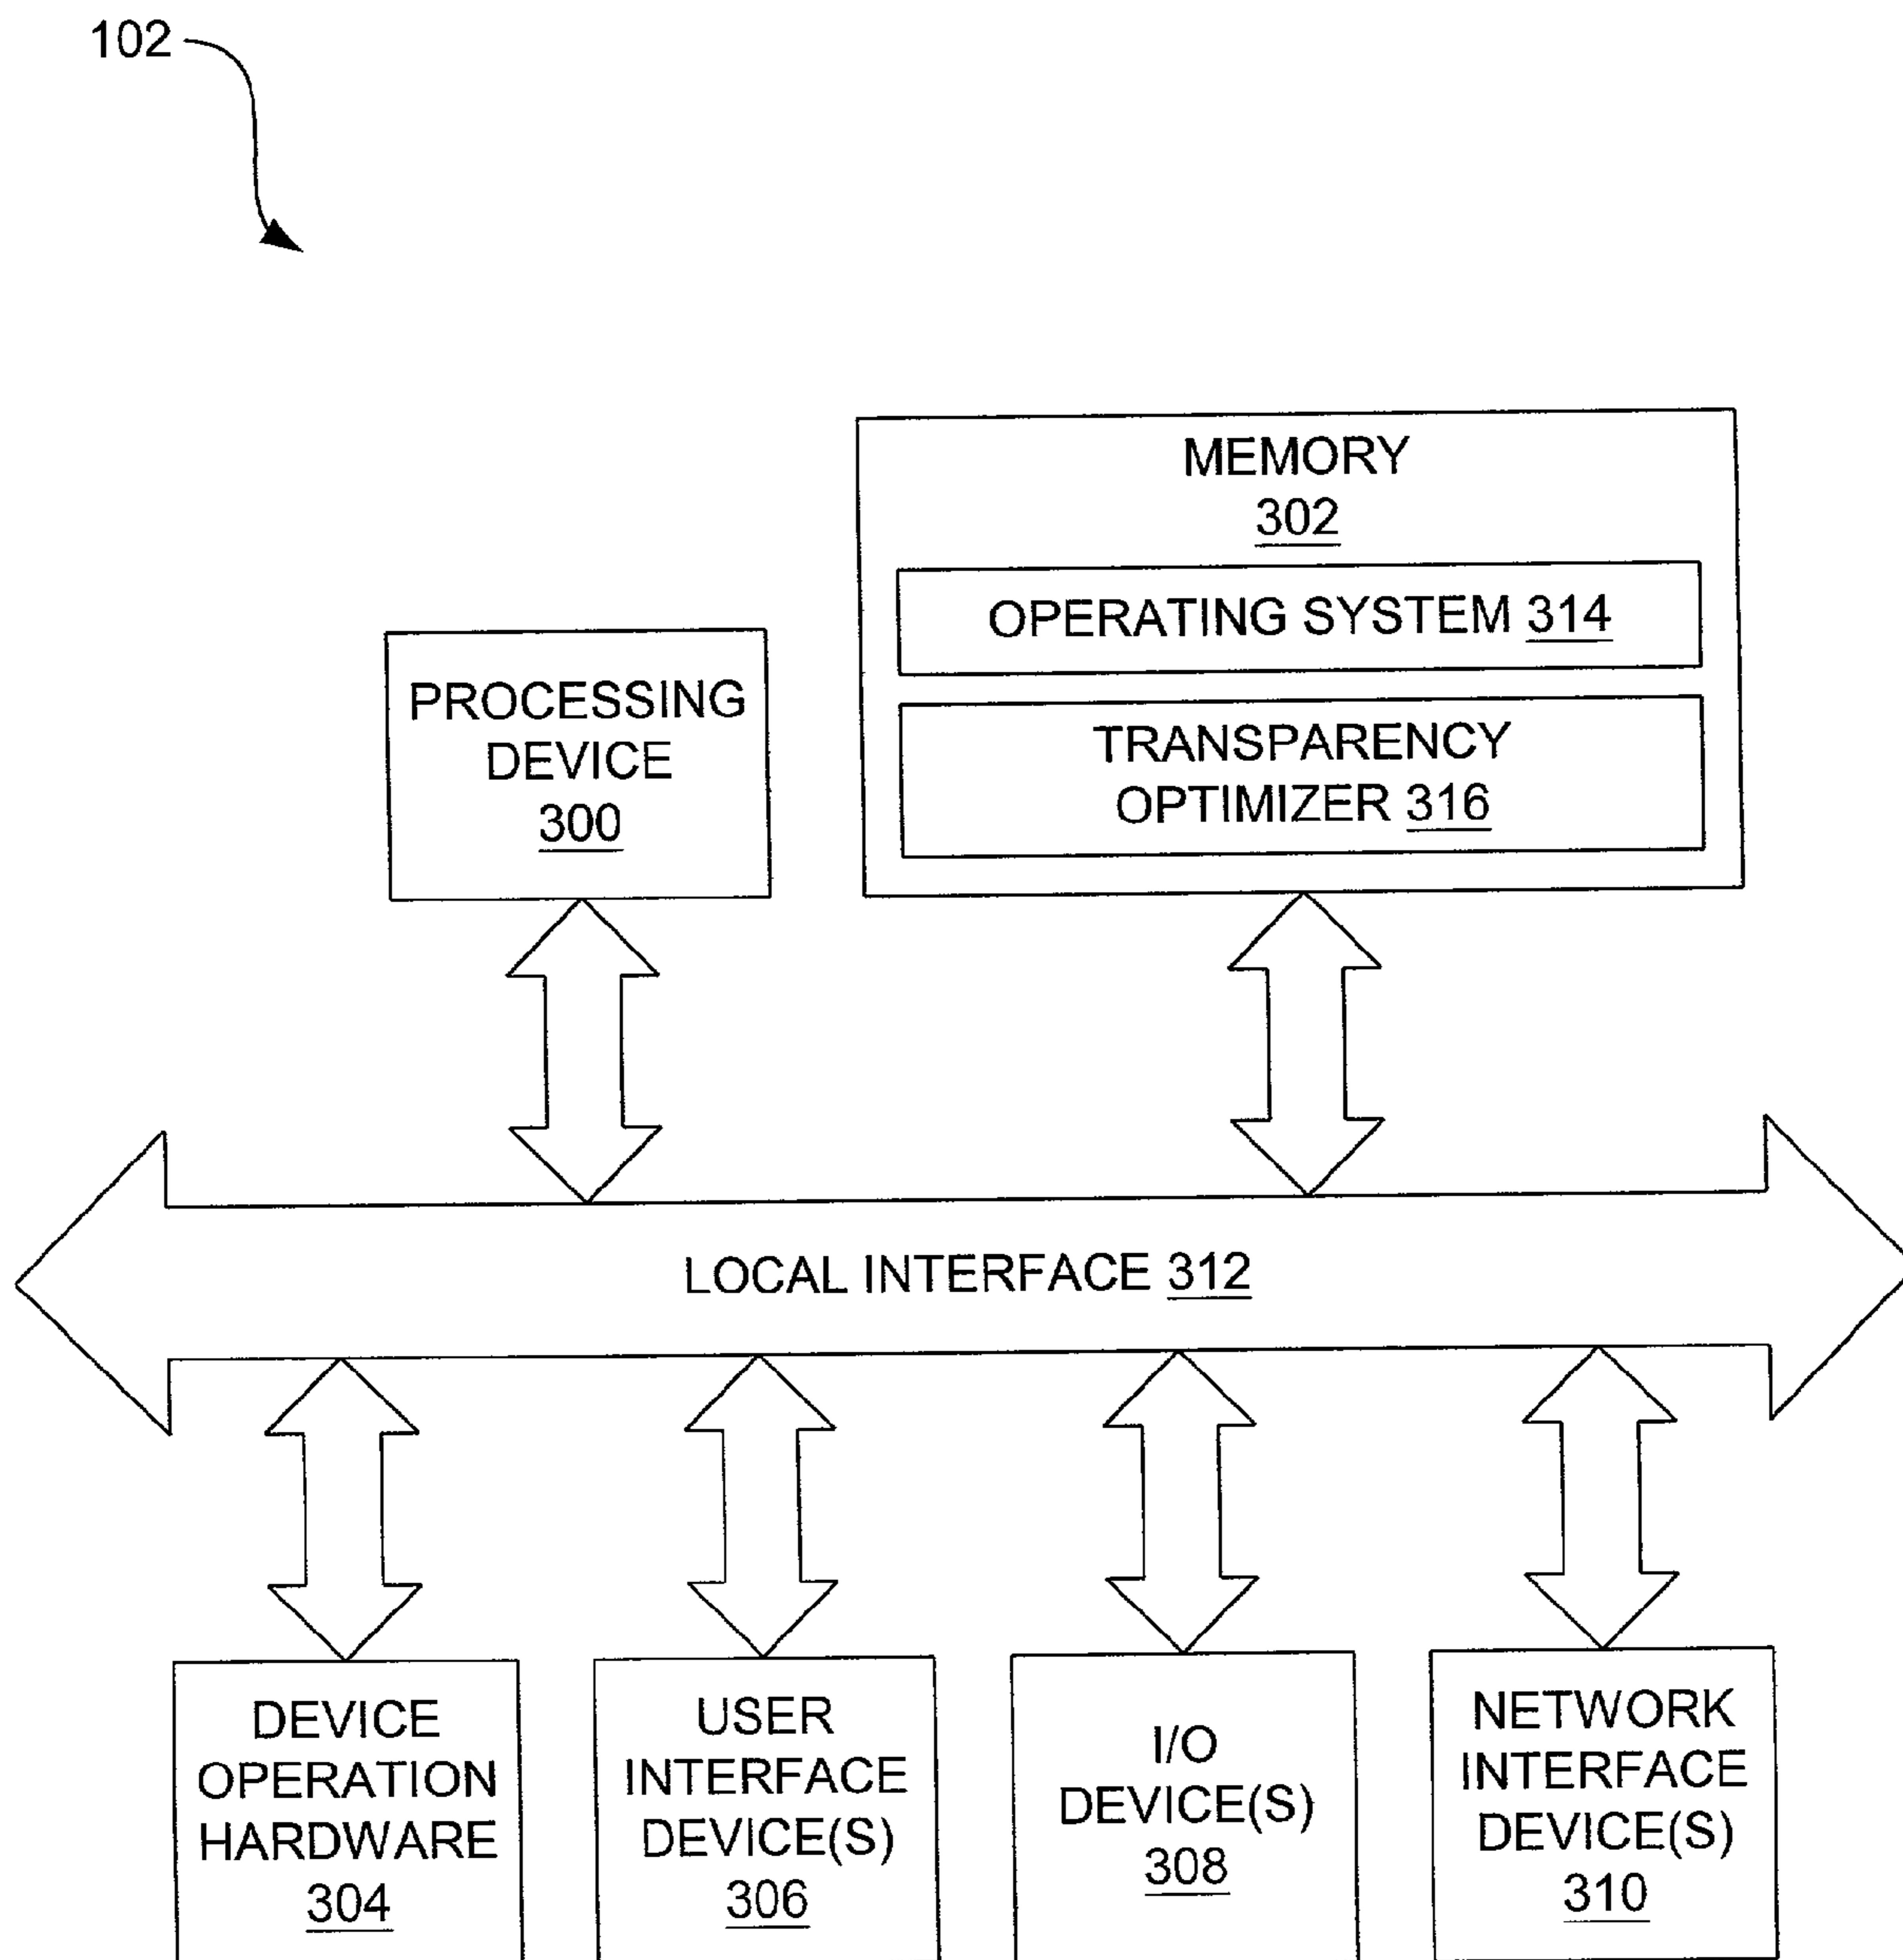 102
MEMORY
302
OPERATING SYSTEM 314
TRANSPARENCY
OPTIMIZER 316
PROCESSING
DEVICE
300
LOCAL INTERFACE 312
DEVICE
OPERATION
HARDWARE
304
USER
INTERFACE
DEVICE(S)
306
I/O
DEVICE(S)
308
NETWORK
INTERFACE
DEVICE(S)
310